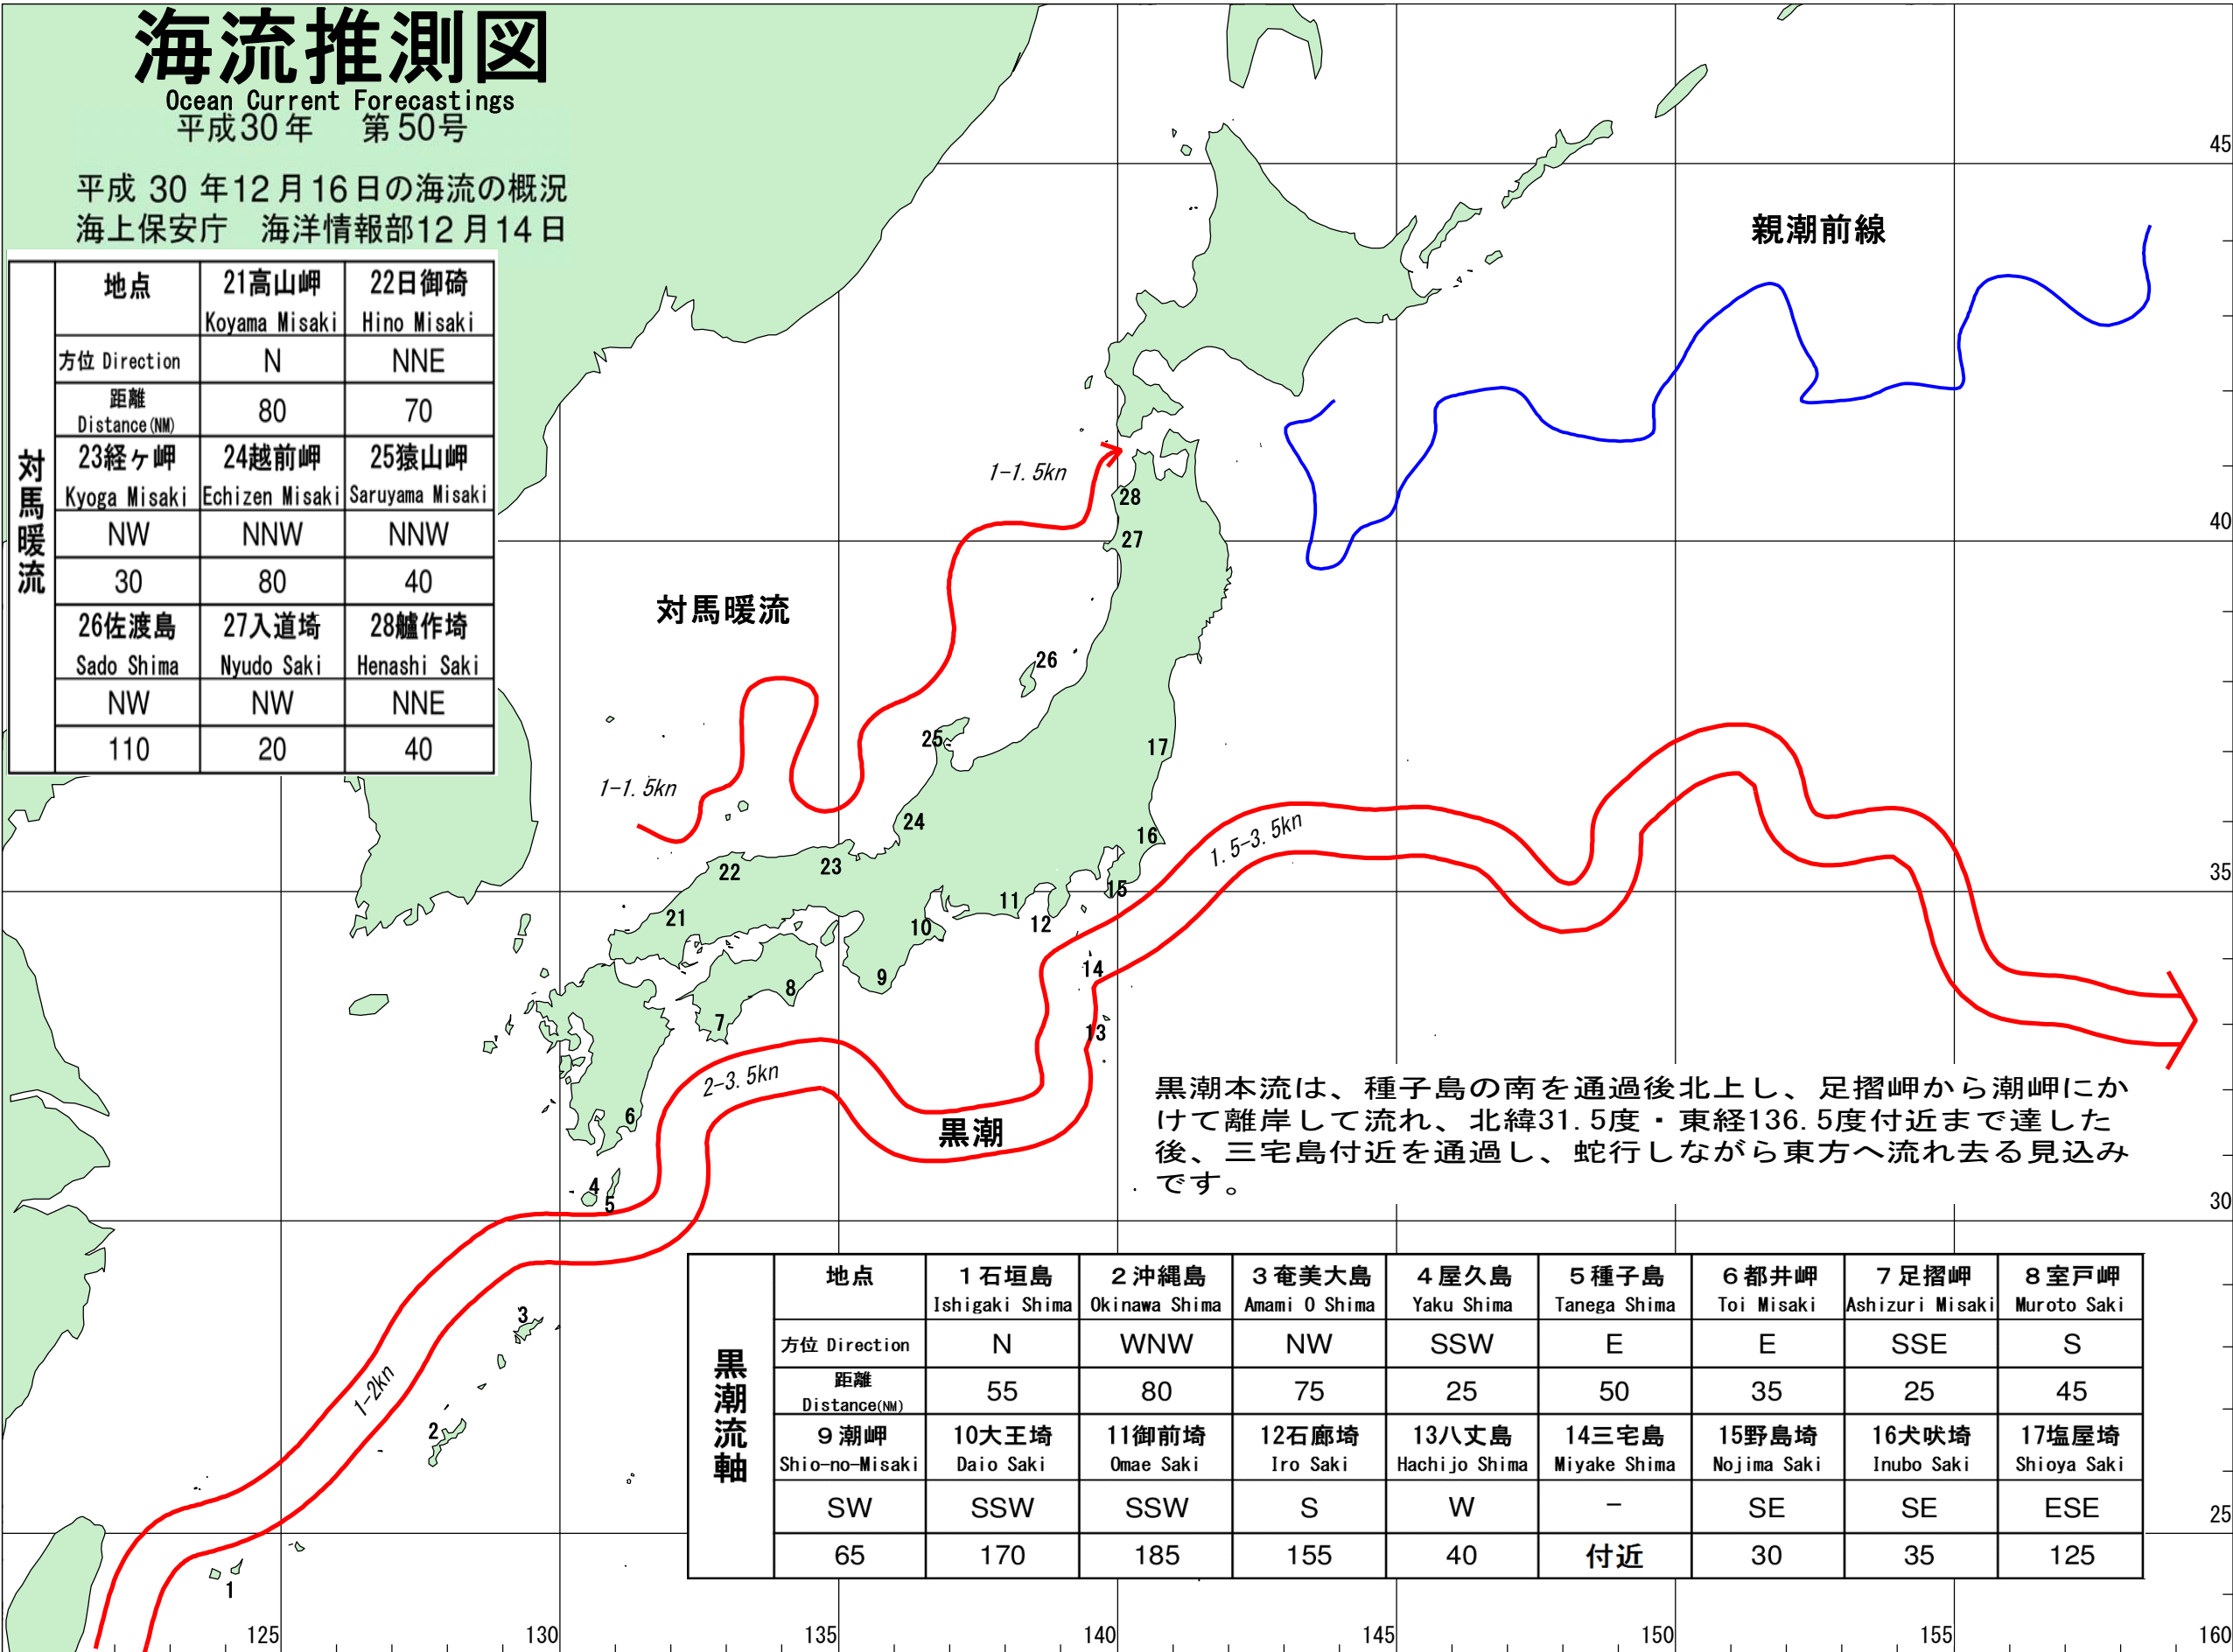 海流推測図
Ocean Current Forecastings
平成30年　第50号
平成 30 年12月16日の海流の概況
海上保安庁　海洋情報部12月14日
対馬暖流
地点 21高山岬 22日御碕
Koyama Misaki Hino Misaki
方位 Direction N NNE
距離 Distance(NM) 80 70
23経ヶ岬 24越前岬 25猿山岬
Kyoga Misaki Echizen Misaki Saruyama Misaki
NW NNW NNW
30 80 40
26佐渡島 27入道埼 28艫作埼
Sado Shima Nyudo Saki Henashi Saki
NW NW NNE
110 20 40
親潮前線
45
1-1.5kn
28
40
27
対馬暖流
26
25
17
1-1.5kn
24
16
1.5-3.5kn
22
23
35
15
11
21
10
12
14
9
8
7
13
2-3.5kn
6
黒潮
黒潮本流は、種子島の南を通過後北上し、足摺岬から潮岬にか
けて離岸して流れ、北緯31.5度・東経136.5度付近まで達した
後、三宅島付近を通過し、蛇行しながら東方へ流れ去る見込み
です。
4
5
30
3
1-2kn
2
1
黒潮流軸
地点 1石垣島 2沖縄島 3奄美大島 4屋久島 5種子島 6都井岬 7足摺岬 8室戸岬
Ishigaki Shima Okinawa Shima Amami O Shima Yaku Shima Tanega Shima Toi Misaki Ashizuri Misaki Muroto Saki
方位 Direction N WNW NW SSW E E SSE S
距離 Distance(NM) 55 80 75 25 50 35 25 45
9潮岬 10大王埼 11御前埼 12石廊埼 13八丈島 14三宅島 15野島埼 16犬吠埼 17塩屋埼
Shio-no-Misaki Daio Saki Omae Saki Iro Saki Hachijo Shima Miyake Shima Nojima Saki Inubo Saki Shioya Saki
SW SSW SSW S W － SE SE ESE
65 170 185 155 40 付近 30 35 125
25
125 130 135 140 145 150 155 160